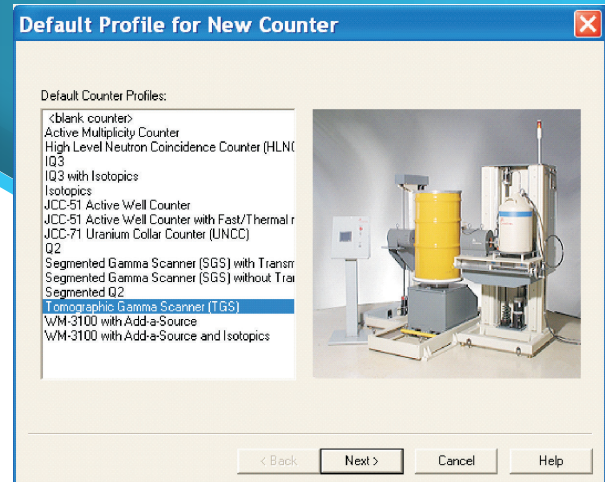 Default Profile for New Counter
Default Counter Profiles:
<blank counter>
Active Multiplicity Counter
High Level Neutron Coincidence Counter (HLNC
IQ3
IQ3 with Isotopics
Isotopics
JCC-51 Active Well Counter
JCC-51 Active Well Counter with Fast/Thermal r
JCC-71 Uranium Collar Counter (UNCC)
Q2
Segmented Gamma Scanner (SGS) with Transm
Segmented Gamma Scanner (SGS) without Trar
Segmented Q2
Tomographic Gamma Scanner (TGS)
WM-3100 with Add-a-Source
WM-3100 with Add-a-Source and Isotopics
< Back Next > Cancel Help